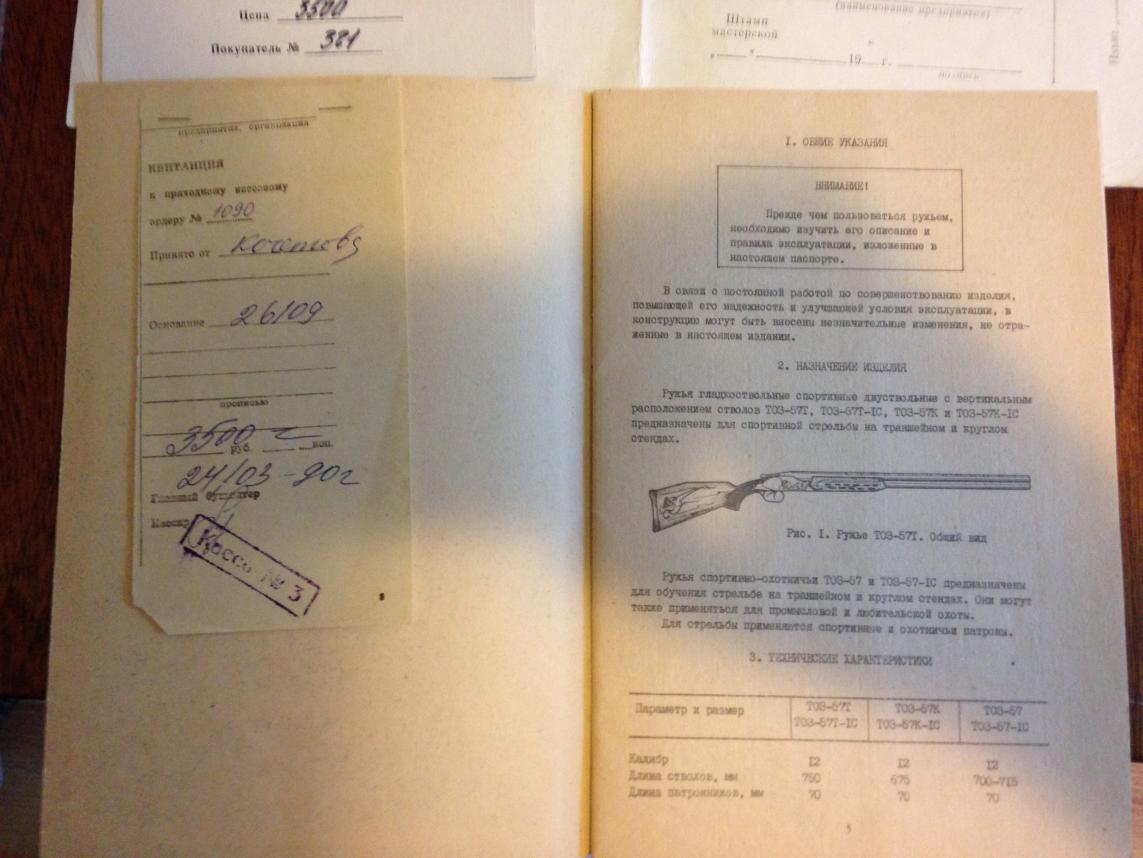 Цена 3500
Покупатель № 381
(наименование предприятия)
Штамп
мастерской
" " 19 г.
подпись
предприятие, организация
КВИТАНЦИЯ
к приходному кассовому
ордеру № 1090
Принято от
Основание 26109
прописью
3500 руб. коп.
24/03-90г
Главный бухгалтер
Кассир
Касса № 3
I. ОБЩИЕ УКАЗАНИЯ
ВНИМАНИЕ!
Прежде чем пользоваться ружьем,
необходимо изучить его описание и
правила эксплуатации, изложенные в
настоящем паспорте.
В связи с постоянной работой по совершенствованию изделия,
повышающей его надежность и улучшающей условия эксплуатации, в
конструкцию могут быть внесены незначительные изменения, не отра-
женные в настоящем издании.
2. НАЗНАЧЕНИЕ ИЗДЕЛИЯ
Ружья гладкоствольные спортивные двуствольные с вертикальным
расположением стволов ТОЗ-57Т, ТОЗ-57Т-1С, ТОЗ-57К и ТОЗ-57К-1С
предназначены для спортивной стрельбы на траншейном и круглом
стендах.
Рис. I. Ружье ТОЗ-57Т. Общий вид
Ружья спортивно-охотничьи ТОЗ-57 и ТОЗ-57-1С предназначены
для обучения стрельбе на траншейном и круглом стендах. Они могут
также применяться для промысловой и любительской охоты.
Для стрельбы применяются спортивные и охотничьи патроны.
3. ТЕХНИЧЕСКИЕ ХАРАКТЕРИСТИКИ
Параметр и размер ТОЗ-57Т ТОЗ-57К ТОЗ-57
ТОЗ-57Т-1С ТОЗ-57К-1С ТОЗ-57-1С
Калибр 12 12 12
Длина стволов, мм 750 675 700-715
Длина патронников, мм 70 70 70